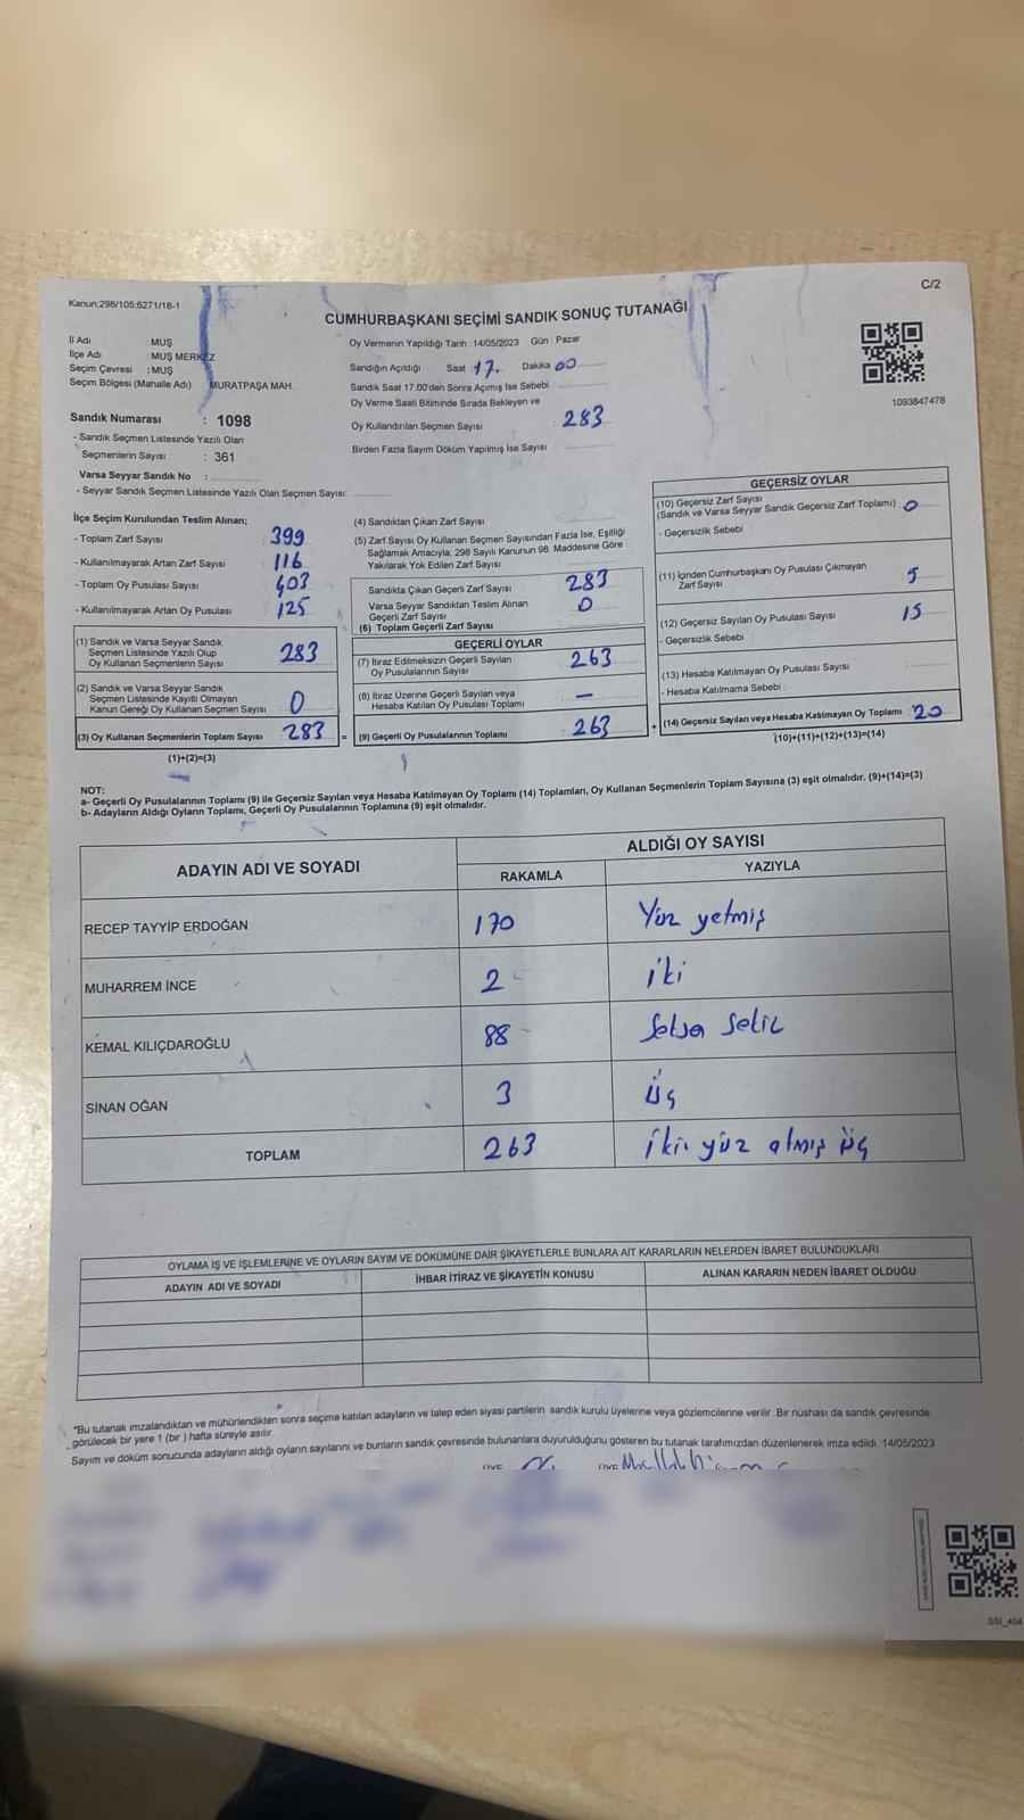 Kanun:298/105:6271/18-1
C/2
CUMHURBAŞKANI SEÇİMİ SANDIK SONUÇ TUTANAĞI
İl Adı : MUŞ
İlçe Adı : MUŞ MERKEZ
Seçim Çevresi : MUŞ
Seçim Bölgesi (Mahalle Adı) MURATPAŞA MAH.
Sandık Numarası : 1098
- Sandık Seçmen Listesinde Yazılı Olan
Seçmenlerin Sayısı : 361
Varsa Seyyar Sandık No :
- Seyyar Sandık Seçmen Listesinde Yazılı Olan Seçmen Sayısı:
Oy Vermenin Yapıldığı Tarih : 14/05/2023 Gün : Pazar
Sandığın Açıldığı Saat 17. Dakika 00
Sandık Saat 17.00'den Sonra Açılmış İse Sebebi
Oy Verme Saati Bitiminde Sırada Bekleyen ve
Oy Kullandırılan Seçmen Sayısı 283
Birden Fazla Sayım Döküm Yapılmış İse Sayısı
1093847478
İlçe Seçim Kurulundan Teslim Alınan;
- Toplam Zarf Sayısı 399
- Kullanılmayarak Artan Zarf Sayısı 116
- Toplam Oy Pusulası Sayısı 403
- Kullanılmayarak Artan Oy Pusulası 125
(1) Sandık ve Varsa Seyyar Sandık
Seçmen Listesinde Yazılı Olup
Oy Kullanan Seçmenlerin Sayısı 283
(2) Sandık ve Varsa Seyyar Sandık
Seçmen Listesinde Kayıtlı Olmayan
Kanun Gereği Oy Kullanan Seçmen Sayısı 0
(3) Oy Kullanan Seçmenlerin Toplam Sayısı 283 =
(1)+(2)=(3)
(4) Sandıktan Çıkan Zarf Sayısı
(5) Zarf Sayısı Oy Kullanan Seçmen Sayısından Fazla İse, Eşitliği
Sağlamak Amacıyla, 298 Sayılı Kanunun 98. Maddesine Göre
Yakılarak Yok Edilen Zarf Sayısı
Sandıkta Çıkan Geçerli Zarf Sayısı 283
Varsa Seyyar Sandıktan Teslim Alınan
Geçerli Zarf Sayısı 0
(6) Toplam Geçerli Zarf Sayısı
GEÇERLİ OYLAR
(7) İtiraz Edilmeksizin Geçerli Sayılan
Oy Pusulalarının Sayısı 263
(8) İtiraz Üzerine Geçerli Sayılan veya
Hesaba Katılan Oy Pusulası Toplamı —
(9) Geçerli Oy Pusulalarının Toplamı 263 +
GEÇERSİZ OYLAR
(10) Geçersiz Zarf Sayısı
(Sandık ve Varsa Seyyar Sandık Geçersiz Zarf Toplamı) 0
- Geçersizlik Sebebi
(11) İçinden Cumhurbaşkanı Oy Pusulası Çıkmayan
Zarf Sayısı 5
(12) Geçersiz Sayılan Oy Pusulası Sayısı 15
- Geçersizlik Sebebi
(13) Hesaba Katılmayan Oy Pusulası Sayısı
- Hesaba Katılmama Sebebi
(14) Geçersiz Sayılan veya Hesaba Katılmayan Oy Toplamı 20
(10)+(11)+(12)+(13)=(14)
NOT:
a- Geçerli Oy Pusulalarının Toplamı (9) ile Geçersiz Sayılan veya Hesaba Katılmayan Oy Toplamı (14) Toplamları, Oy Kullanan Seçmenlerin Toplam Sayısına (3) eşit olmalıdır. (9)+(14)=(3)
b- Adayların Aldığı Oyların Toplamı, Geçerli Oy Pusulalarının Toplamına (9) eşit olmalıdır.
ADAYIN ADI VE SOYADI
ALDIĞI OY SAYISI
RAKAMLA YAZIYLA
RECEP TAYYİP ERDOĞAN 170 Yüz yetmiş
MUHARREM İNCE 2 iki
KEMAL KILIÇDAROĞLU 88
SİNAN OĞAN 3 üç
TOPLAM 263 iki yüz almış üç
OYLAMA İŞ VE İŞLEMLERİNE VE OYLARIN SAYIM VE DÖKÜMÜNE DAİR ŞİKAYETLERLE BUNLARA AİT KARARLARIN NELERDEN İBARET BULUNDUKLARI
ADAYIN ADI VE SOYADI İHBAR İTİRAZ VE ŞİKAYETİN KONUSU ALINAN KARARIN NEDEN İBARET OLDUĞU
*Bu tutanak imzalandıktan ve mühürlendikten sonra seçime katılan adayların ve talep eden siyasi partilerin sandık kurulu üyelerine veya gözlemcilerine verilir. Bir nüshası da sandık çevresinde
görülecek bir yere 1 (bir) hafta süreyle asılır.
Sayım ve döküm sonucunda adayların aldığı oyların sayılarını ve bunların sandık çevresinde bulunanlara duyurulduğunu gösteren bu tutanak tarafımızdan düzenlenerek imza edildi. 14/05/2023